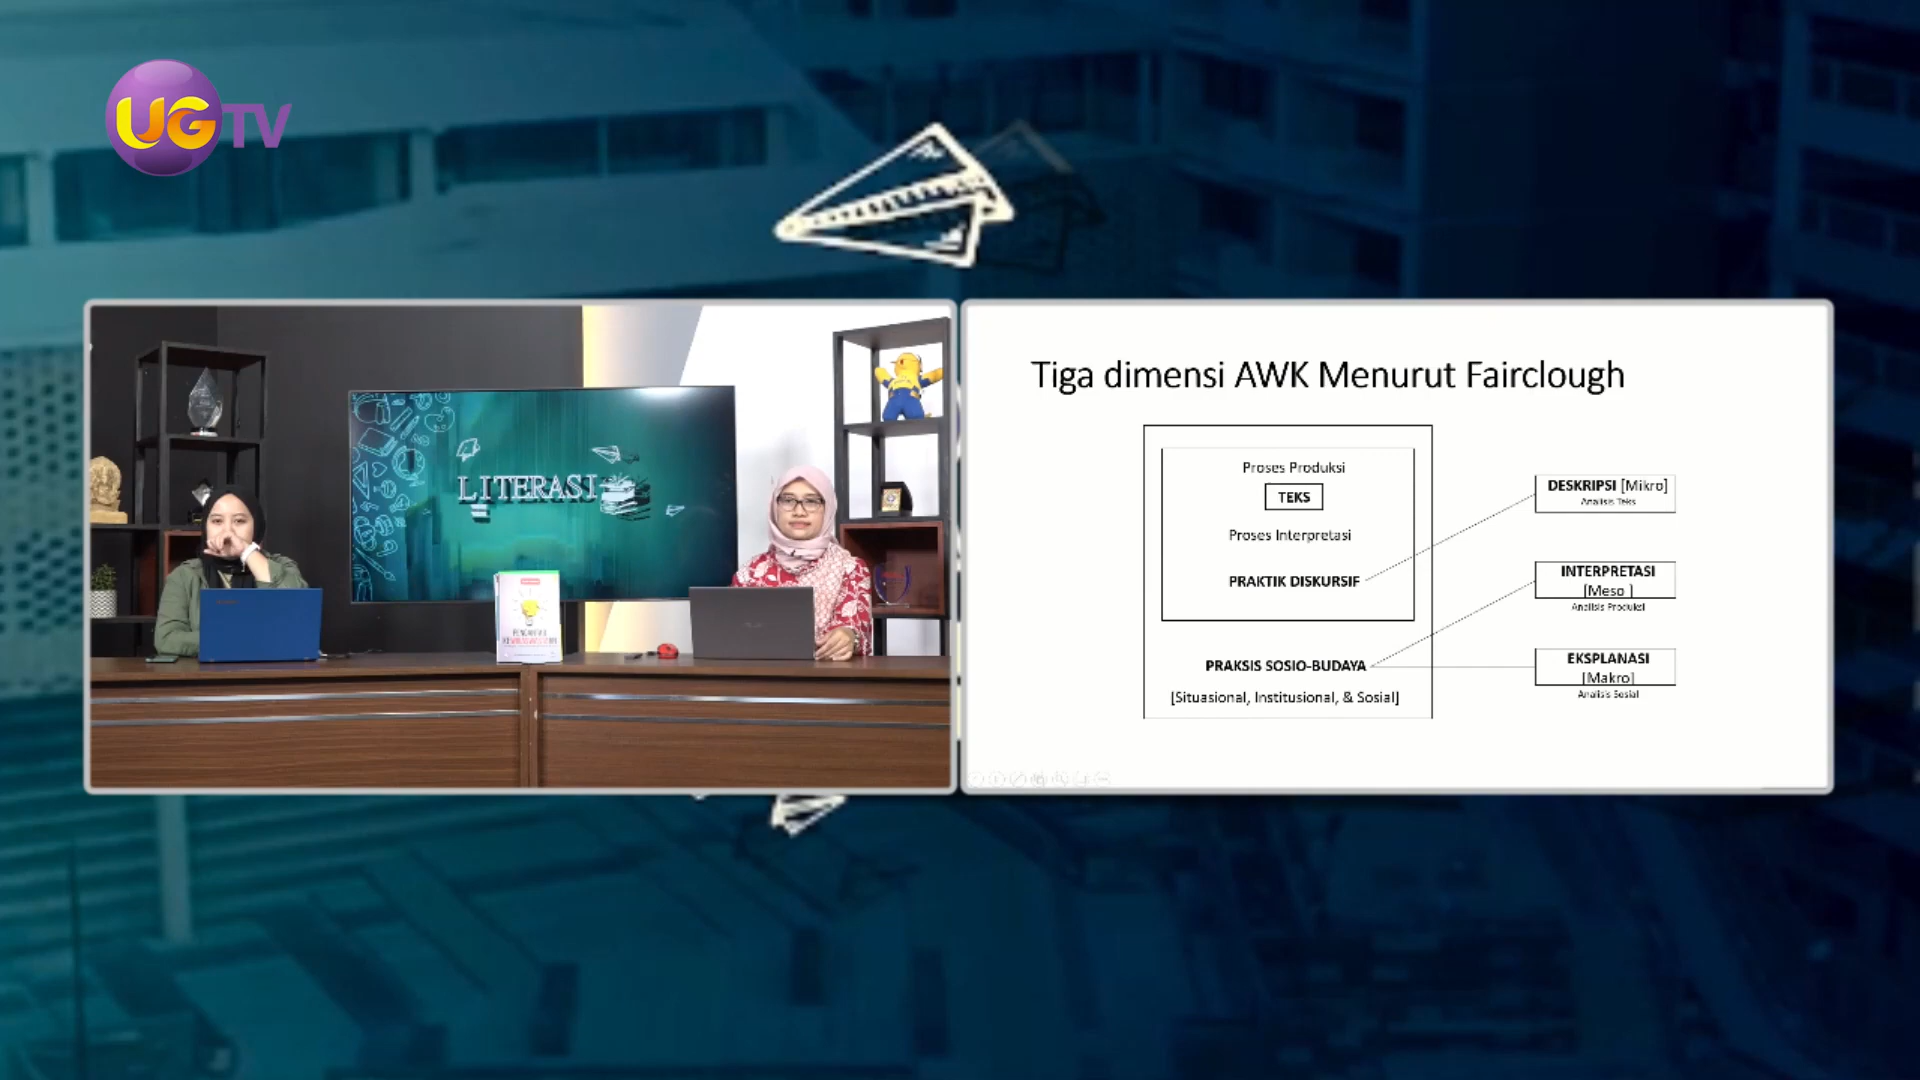 UGTV
LITERASI
PENGANTAR
Tiga dimensi AWK Menurut Fairclough
Proses Produksi
TEKS
Proses Interpretasi
PRAKTIK DISKURSIF
PRAKSIS SOSIO-BUDAYA
[Situasional, Institusional, & Sosial]
DESKRIPSI [Mikro]
Analisis Teks
INTERPRETASI
[Meso ]
Analisis Produksi
EKSPLANASI
[Makro]
Analisis Sosial